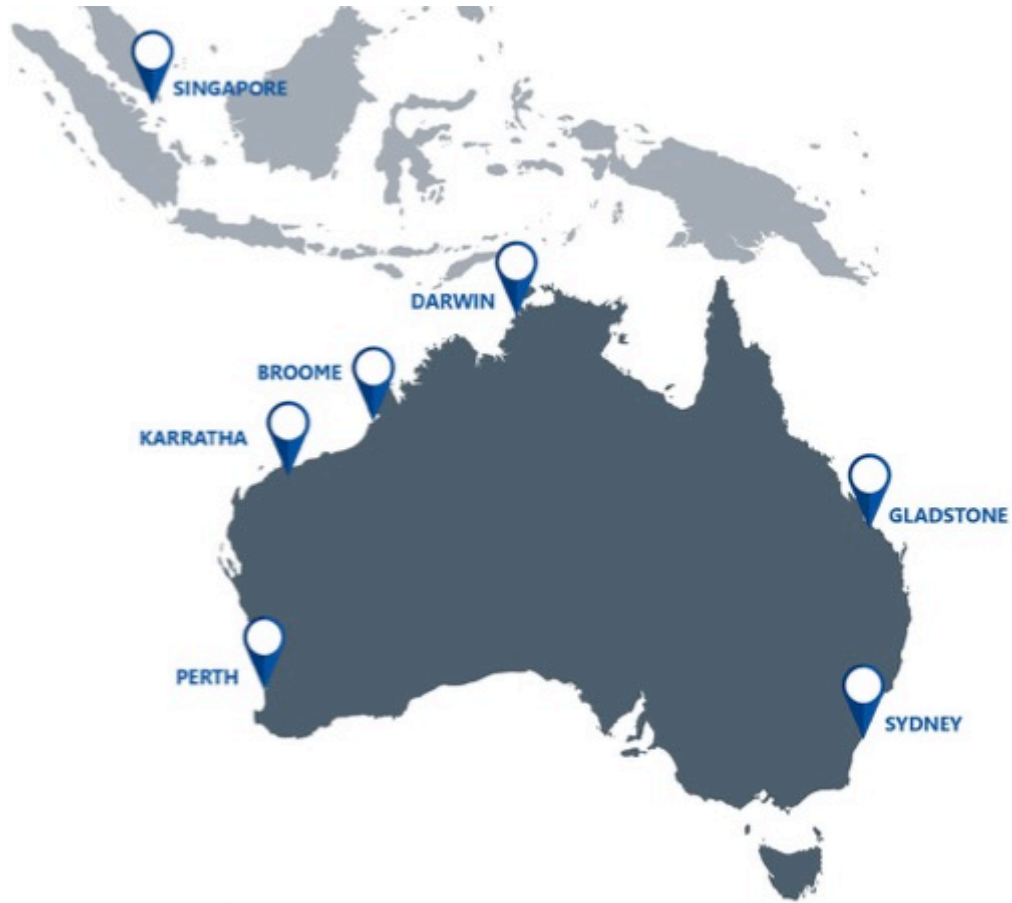 SINGAPORE
DARWIN
BROOME
KARRATHA
GLADSTONE
PERTH
SYDNEY